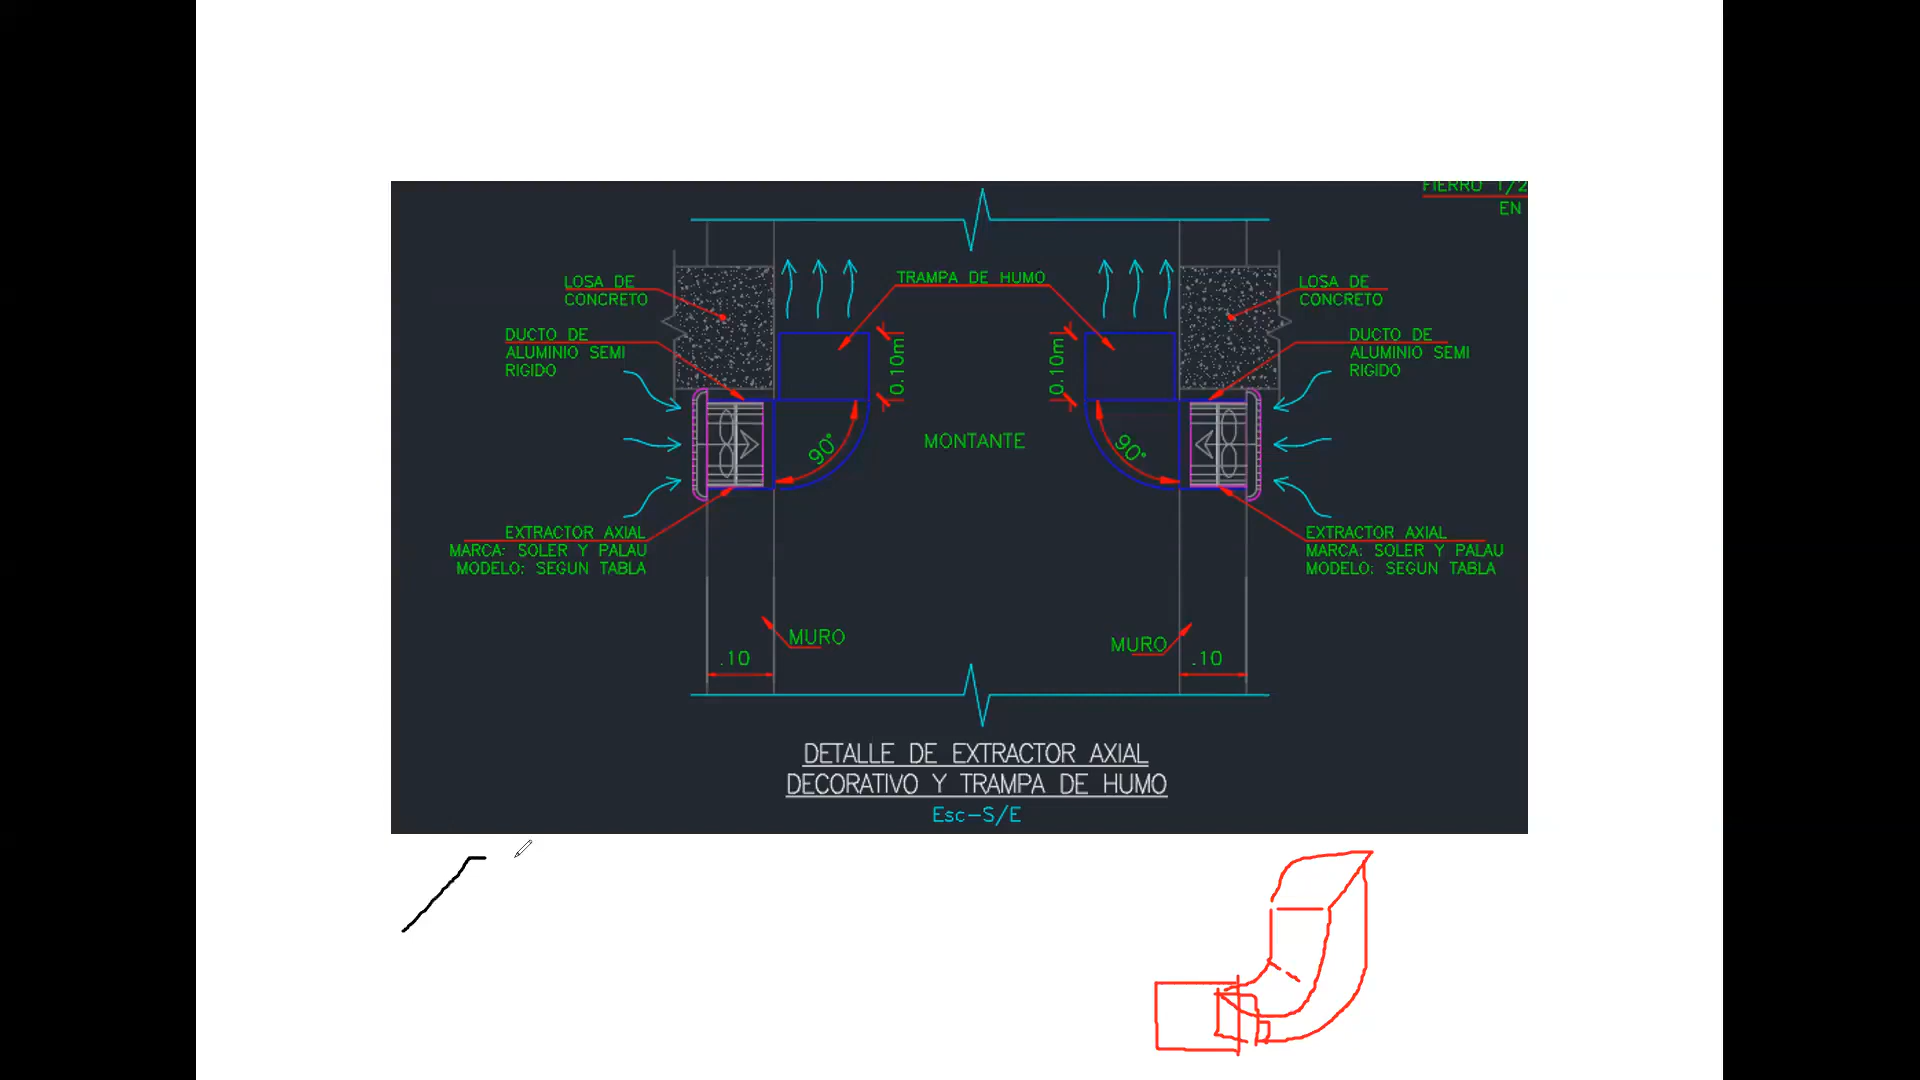 FIERRO 1/2
EN
LOSA DE
CONCRETO
TRAMPA DE HUMO
LOSA DE
CONCRETO
DUCTO DE
ALUMINIO SEMI
RIGIDO
0.10m
0.10m
DUCTO DE
ALUMINIO SEMI
RIGIDO
90°
MONTANTE
90°
EXTRACTOR AXIAL
MARCA: SOLER Y PALAU
MODELO: SEGUN TABLA
EXTRACTOR AXIAL
MARCA: SOLER Y PALAU
MODELO: SEGUN TABLA
MURO
MURO
.10
.10
DETALLE DE EXTRACTOR AXIAL
DECORATIVO Y TRAMPA DE HUMO
Esc-S/E